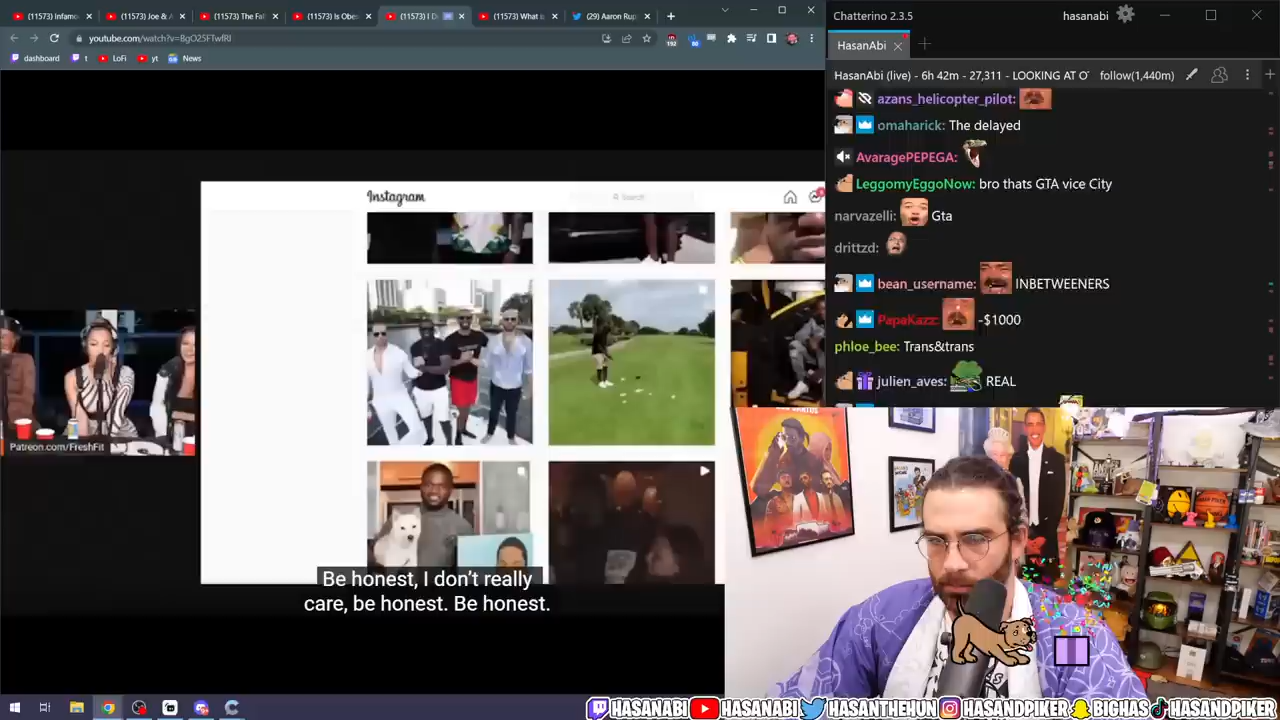 (11573) Infamo
(11573) Joe & A
(11573) The Fal
(11573) Is Obes
(11573) I D
(11573) What is
(29) Aaron Rup
youtube.com/watch?v=8gO25FTwfRI
192
dashboard
t
LoFi
yt
News
Instagram
Search
Patreon.com/FreshFit
Be honest, I don't really
care, be honest. Be honest.
Chatterino 2.3.5
hasanabi
HasanAbi
HasanAbi (live) - 6h 42m - 27,311 - LOOKING AT O
follow(1,440m)
azans_helicopter_pilot:
omaharick: The delayed
AvaragePEPEGA:
LeggomyEggoNow: bro thats GTA vice City
narvazelli: Gta
drittzd:
bean_username: INBETWEENERS
PapaKazz: -$1000
phloe_bee: Trans&trans
julien_aves: REAL
HASANABI HASANABI HASANTHEHUN HASANDPIKER BIGHAS HASANDPIKER